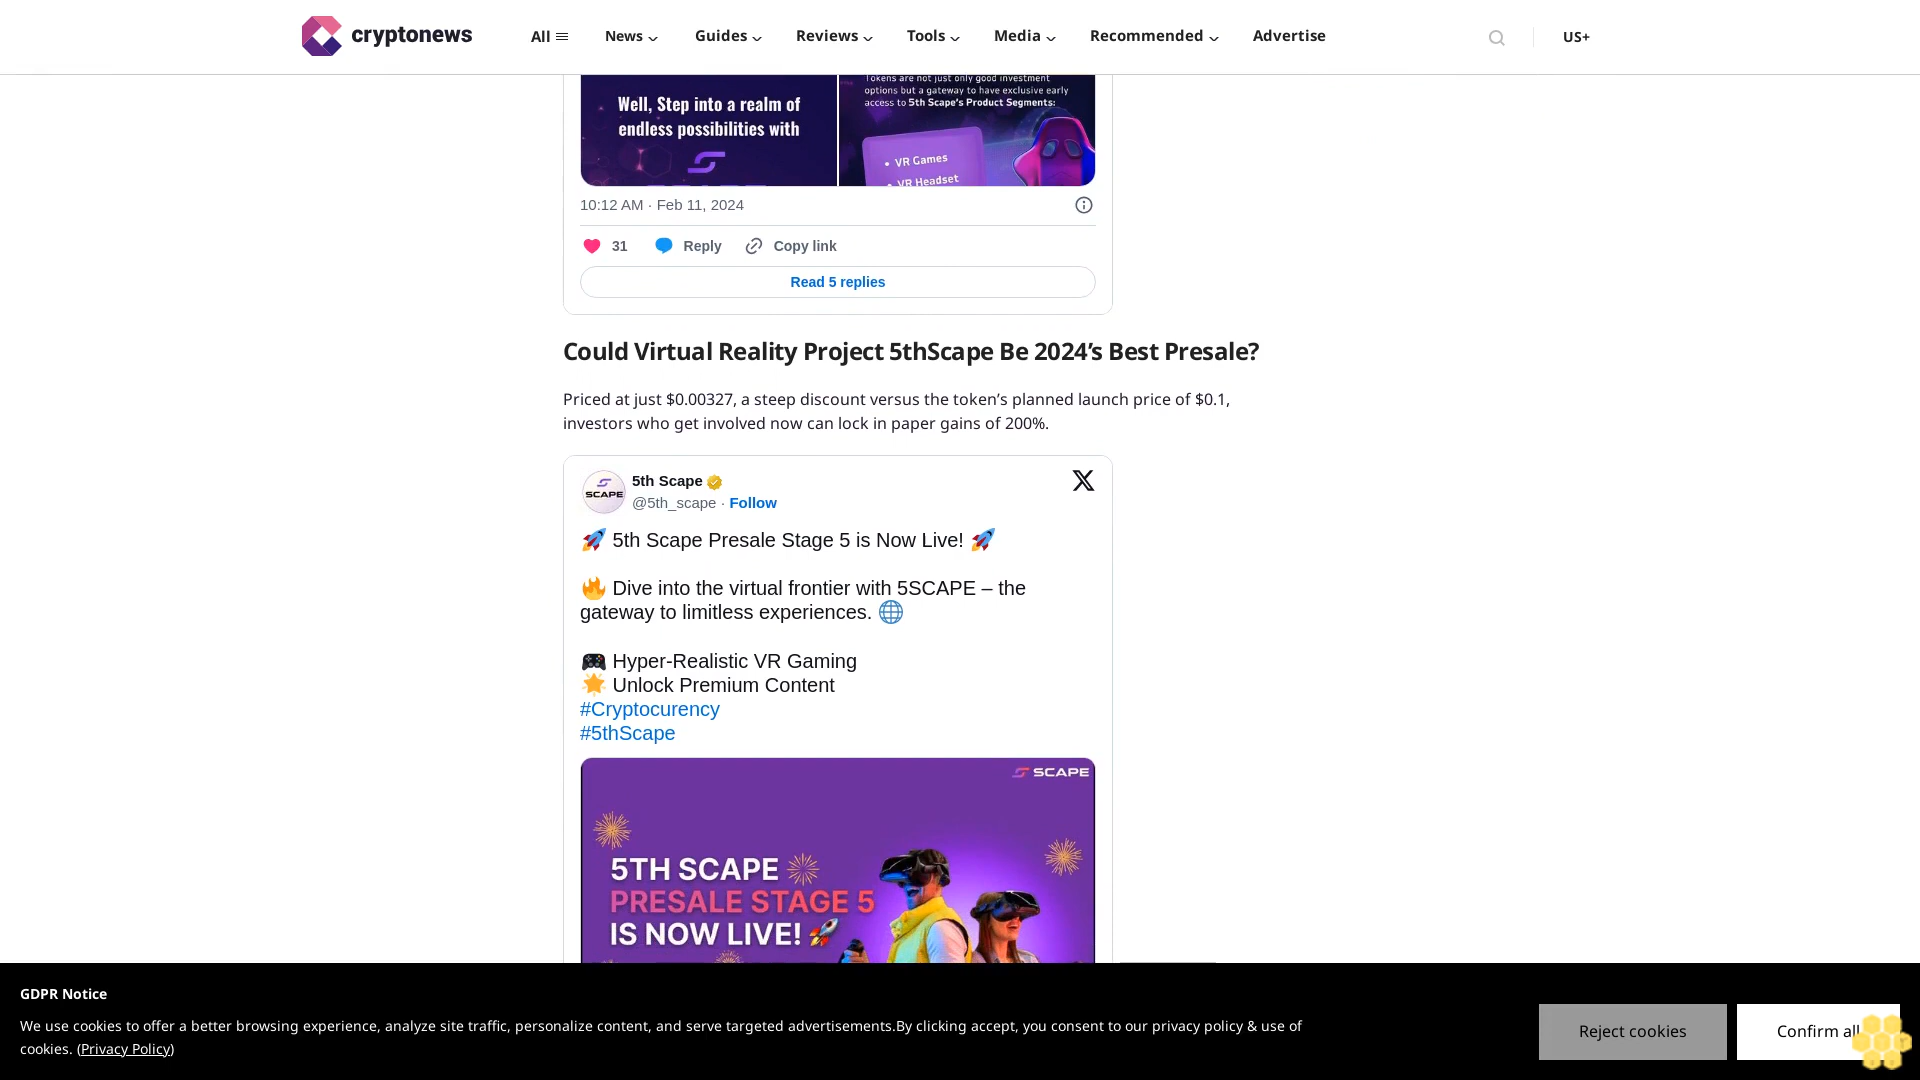 cryptonews
All
News
Guides
Reviews
Tools
Media
Recommended
Advertise
US+
Well, Step into a realm of
endless possibilities with
Tokens are not just only good investment
options but a gateway to have exclusive early
access to 5th Scape's Product Segments:
• VR Games
• VR Headset
10:12 AM · Feb 11, 2024
31
Reply
Copy link
Read 5 replies
Could Virtual Reality Project 5thScape Be 2024’s Best Presale?
Priced at just $0.00327, a steep discount versus the token’s planned launch price of $0.1,
investors who get involved now can lock in paper gains of 200%.
SCAPE
5th Scape
@5th_scape · Follow
🚀 5th Scape Presale Stage 5 is Now Live! 🚀
🔥 Dive into the virtual frontier with 5SCAPE – the
gateway to limitless experiences. 🌐
🎮 Hyper-Realistic VR Gaming
🌟 Unlock Premium Content
#Cryptocurency
#5thScape
SCAPE
5TH SCAPE
PRESALE STAGE 5
IS NOW LIVE! 🚀
GDPR Notice
We use cookies to offer a better browsing experience, analyze site traffic, personalize content, and serve targeted advertisements.By clicking accept, you consent to our privacy policy & use of
cookies. (Privacy Policy)
Reject cookies
Confirm all